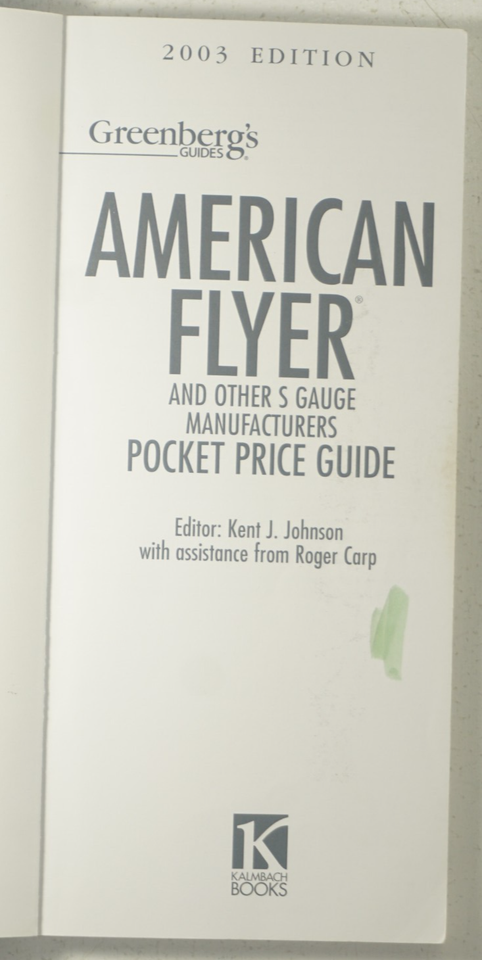 2003 EDITION
Greenberg's
GUIDES®
AMERICAN
FLYER®
AND OTHER S GAUGE
MANUFACTURERS
POCKET PRICE GUIDE
Editor: Kent J. Johnson
with assistance from Roger Carp
K
KALMBACH
BOOKS